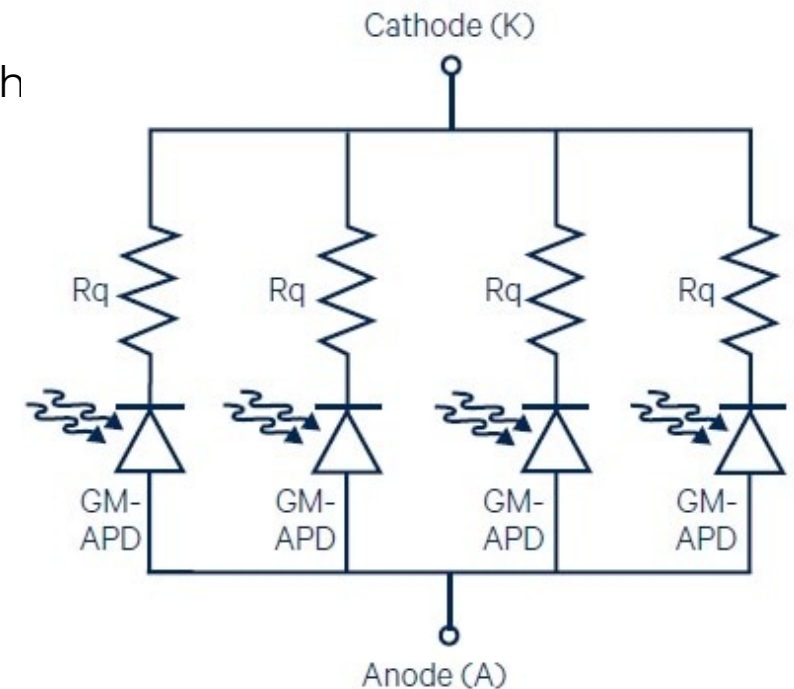 Cathode (K)
h
Rq Rq Rq Rq
GM- GM- GM- GM-
APD APD APD APD
Anode (A)